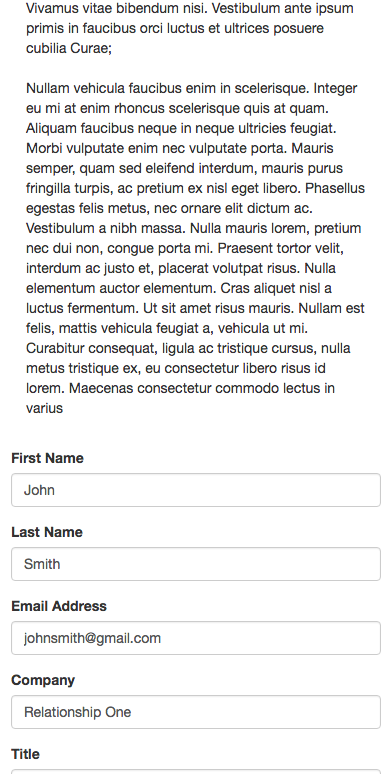 Vivamus vitae bibendum nisi. Vestibulum ante ipsum
primis in faucibus orci luctus et ultrices posuere
cubilia Curae;
Nullam vehicula faucibus enim in scelerisque. Integer
eu mi at enim rhoncus scelerisque quis at quam.
Aliquam faucibus neque in neque ultricies feugiat.
Morbi vulputate enim nec vulputate porta. Mauris
semper, quam sed eleifend interdum, mauris purus
fringilla turpis, ac pretium ex nisl eget libero. Phasellus
egestas felis metus, nec ornare elit dictum ac.
Vestibulum a nibh massa. Nulla mauris lorem, pretium
nec dui non, congue porta mi. Praesent tortor velit,
interdum ac justo et, placerat volutpat risus. Nulla
elementum auctor elementum. Cras aliquet nisl a
luctus fermentum. Ut sit amet risus mauris. Nullam est
felis, mattis vehicula feugiat a, vehicula ut mi.
Curabitur consequat, ligula ac tristique cursus, nulla
metus tristique ex, eu consectetur libero risus id
lorem. Maecenas consectetur commodo lectus in
varius
First Name
John
Last Name
Smith
Email Address
johnsmith@gmail.com
Company
Relationship One
Title